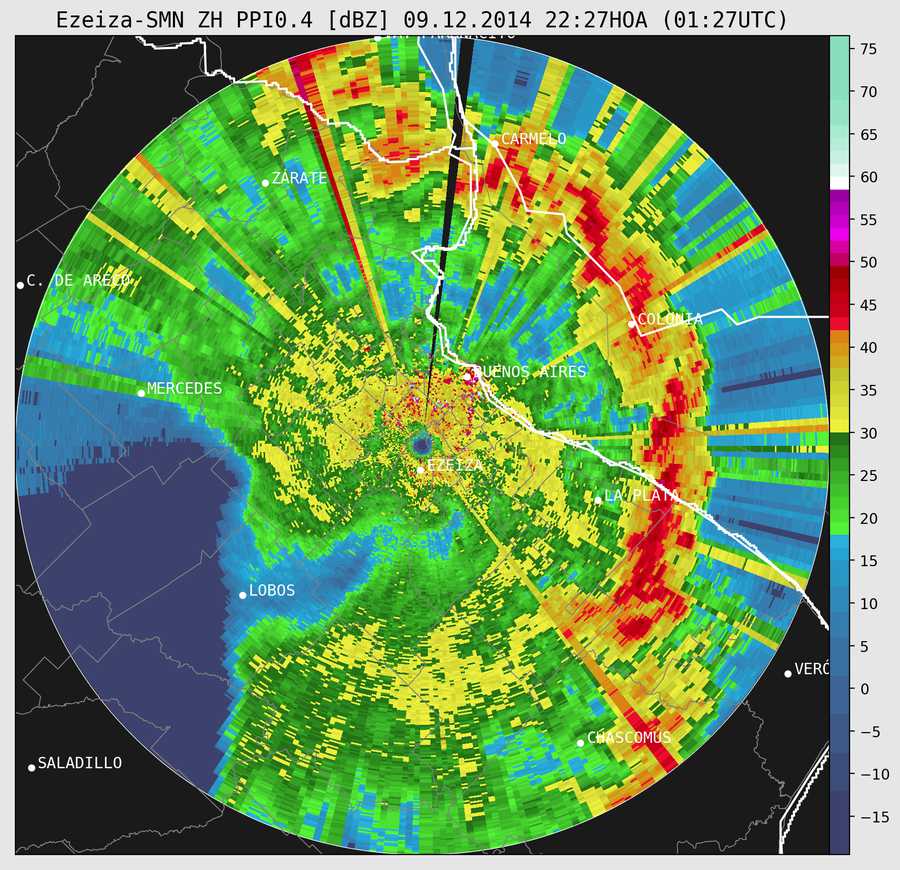 Ezeiza-SMN ZH PPI0.4 [dBZ] 09.12.2014 22:27HOA (01:27UTC)
75
CARMELO
70
ZÁRATE
65
60
55
C. DE ARECO
50
COLONIA
45
BUENOS AIRES
40
MERCEDES
35
30
EZEIZA
25
LA PLATA
20
15
LOBOS
10
5
VERÓ
0
CHASCOMÚS
−5
SALADILLO
−10
−15